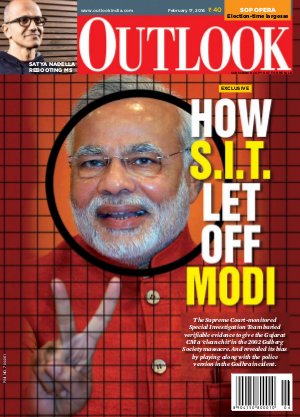 www.outlookindia.com
February 17, 2014
₹40
SOP OPERA
Election-time largesse
SATYA NADELLA
REBOOTING MS
OUTLOOK
EXCLUSIVE
HOW
S.I.T.
LET
OFF
MODI
The Supreme Court-monitored
Special Investigation Team buried
verifiable evidence to give the Gujarat
CM a ‘clean chit’ in the 2002 Gulbarg
Society massacre. And revealed its bias
by playing along with the police
version in the Godhra incident.